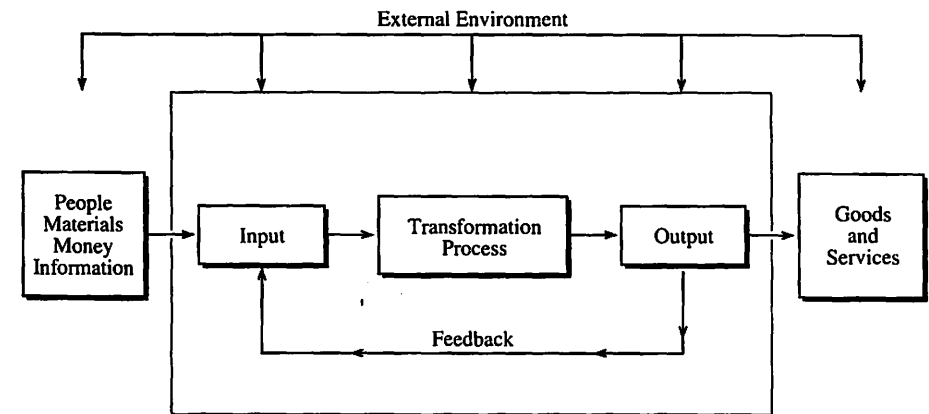 External Environment
People
Materials
Money
Information
Input
Transformation
Process
Output
Goods
and
Services
Feedback